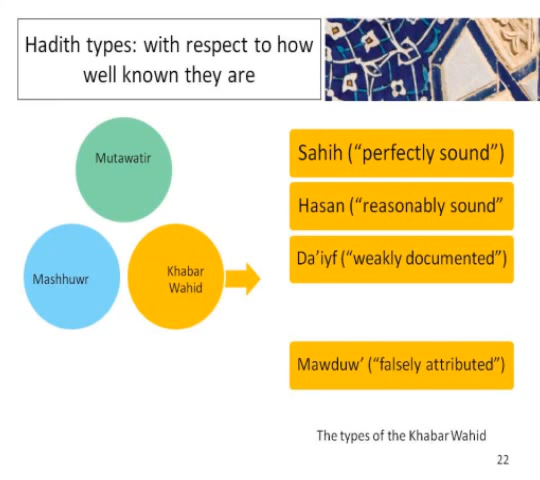 Hadith types: with respect to how
well known they are
Mutawatir
Mashhuwr
Khabar
Wahid
Sahih (“perfectly sound”)
Hasan (“reasonably sound”
Da’iyf (“weakly documented”)
Mawduw’ (“falsely attributed”)
The types of the Khabar Wahid
22